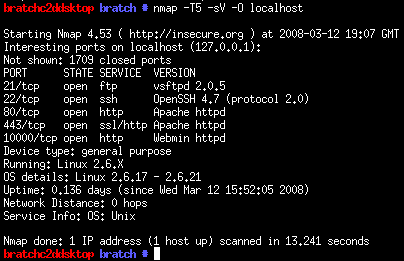 bratchc2ddsktop bratch # nmap -T5 -sV -O localhost
Starting Nmap 4.53 ( http://insecure.org ) at 2008-03-12 19:07 GMT
Interesting ports on localhost (127.0.0.1):
Not shown: 1709 closed ports
PORT STATE SERVICE VERSION
21/tcp open ftp vsftpd 2.0.5
22/tcp open ssh OpenSSH 4.7 (protocol 2.0)
80/tcp open http Apache httpd
443/tcp open ssl/http Apache httpd
10000/tcp open http Webmin httpd
Device type: general purpose
Running: Linux 2.6.X
OS details: Linux 2.6.17 - 2.6.21
Uptime: 0.136 days (since Wed Mar 12 15:52:05 2008)
Network Distance: 0 hops
Service Info: OS: Unix
Nmap done: 1 IP address (1 host up) scanned in 13.241 seconds
bratchc2ddsktop bratch #